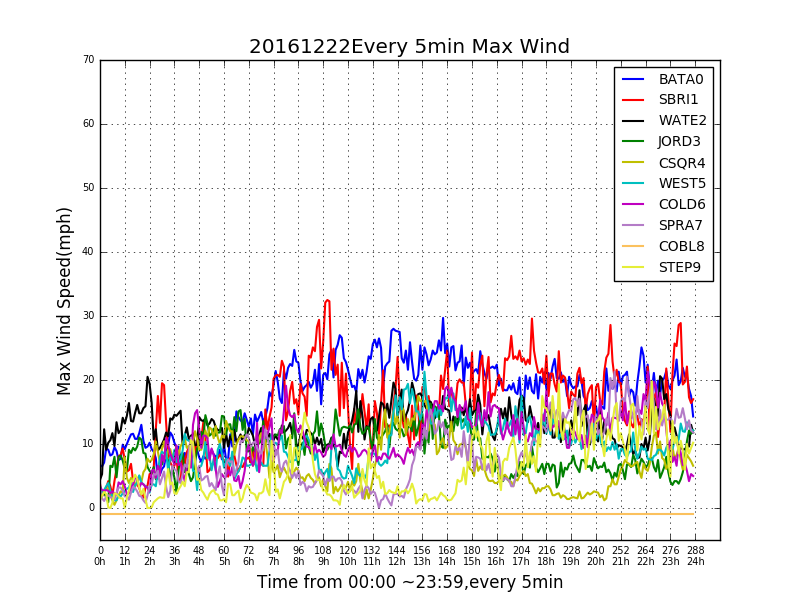 20161222Every 5min Max Wind
70
60
50
40
30
20
10
0
Max Wind Speed(mph)
BATA0
SBRI1
WATE2
JORD3
CSQR4
WEST5
COLD6
SPRA7
COBL8
STEP9
0 12 24 36 48 60 72 84 96 108 120 132 144 156 168 180 192 204 216 228 240 252 264 276 288
0h 1h 2h 3h 4h 5h 6h 7h 8h 9h 10h 11h 12h 13h 14h 15h 16h 17h 18h 19h 20h 21h 22h 23h 24h
Time from 00:00 ~23:59,every 5min